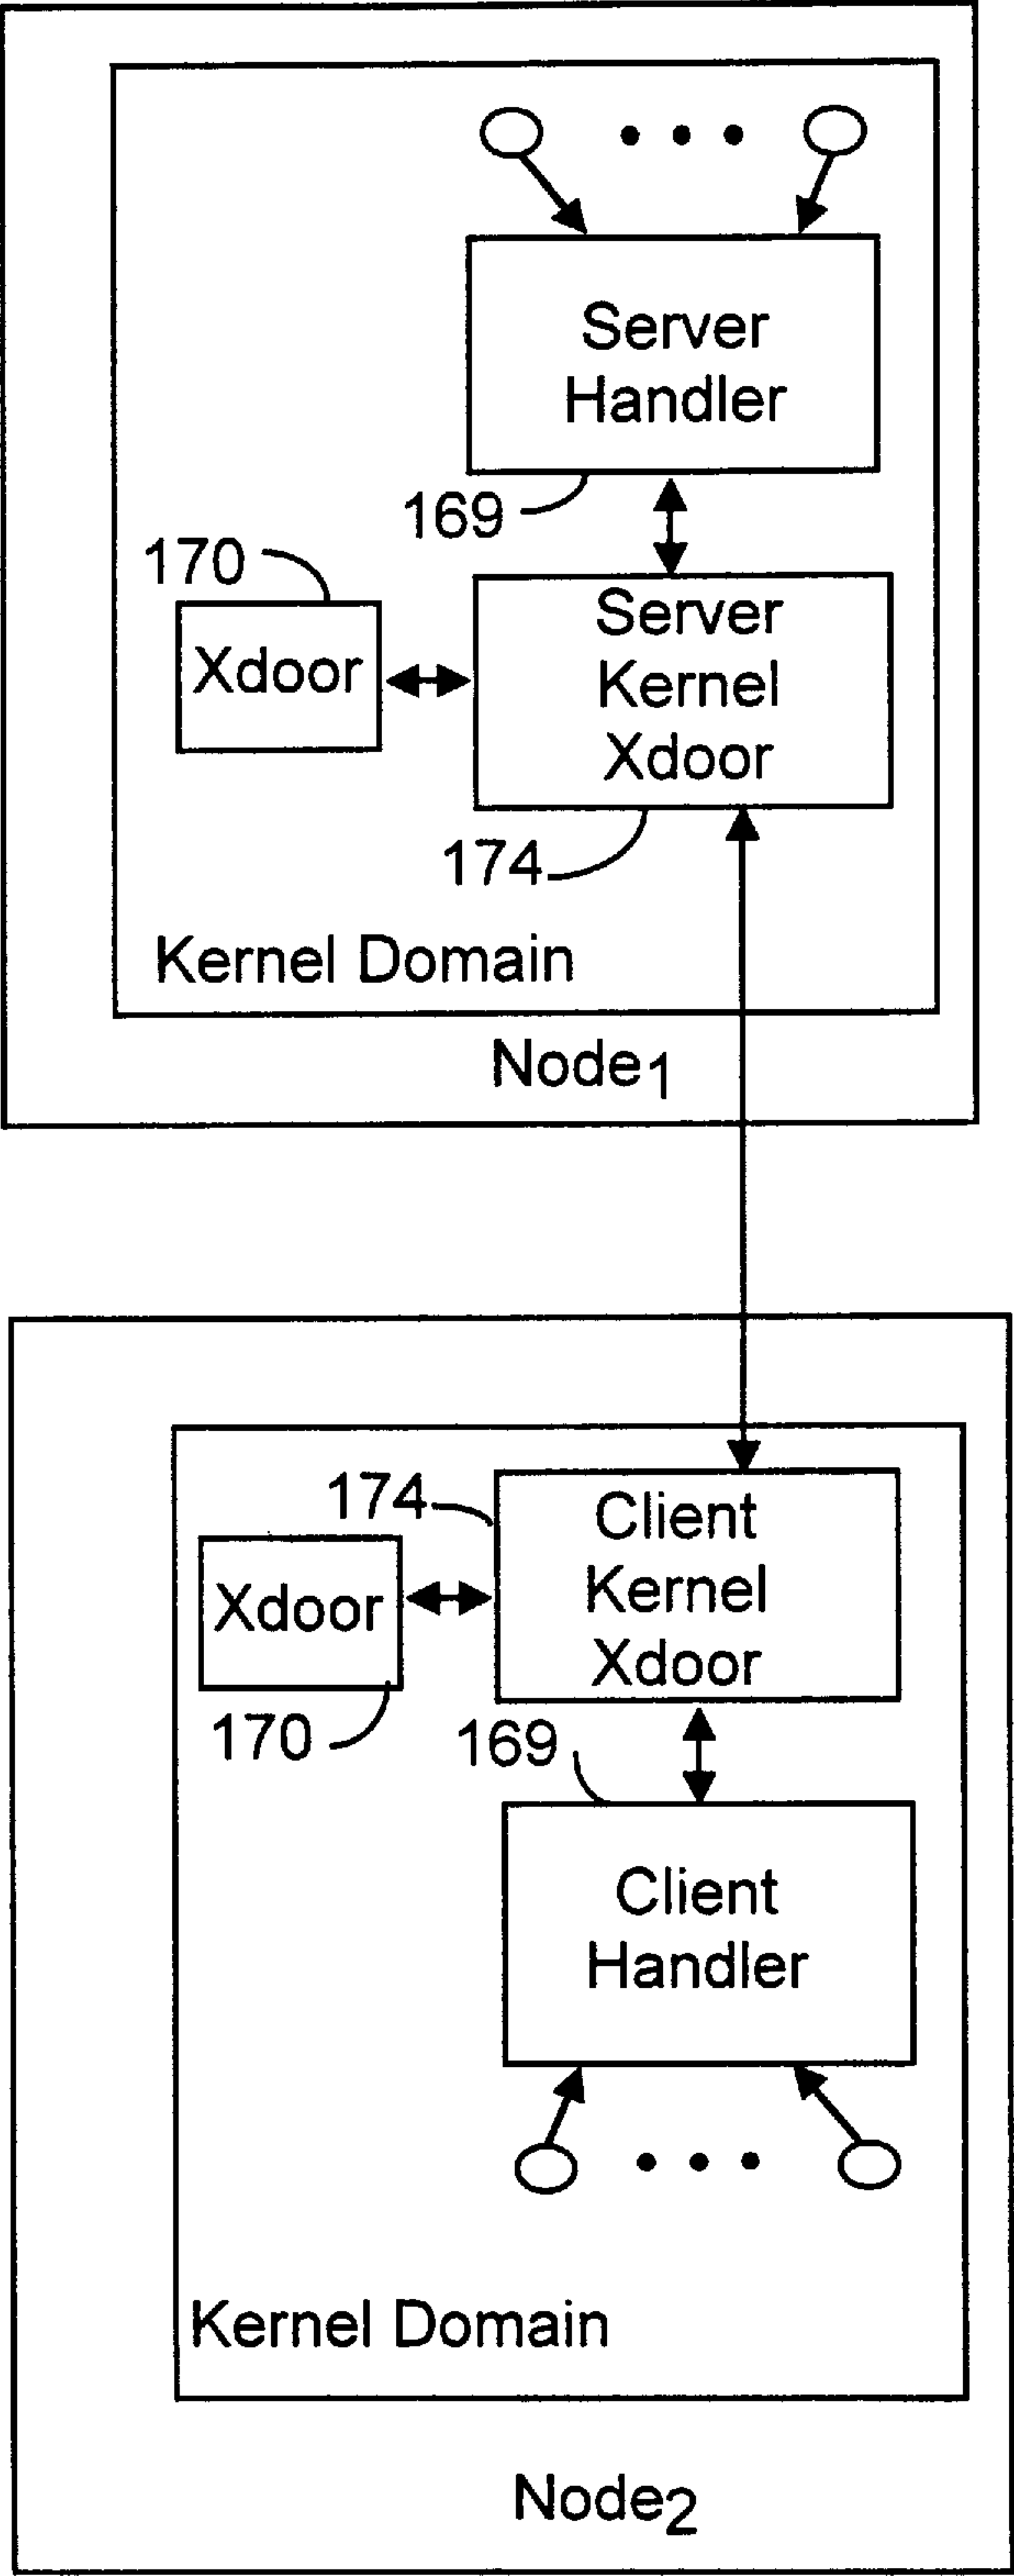 Server
Handler
169
170
Xdoor
Server
Kernel
Xdoor
174
Kernel Domain
Node1
174
Client
Kernel
Xdoor
Xdoor
170
169
Client
Handler
Kernel Domain
Node2